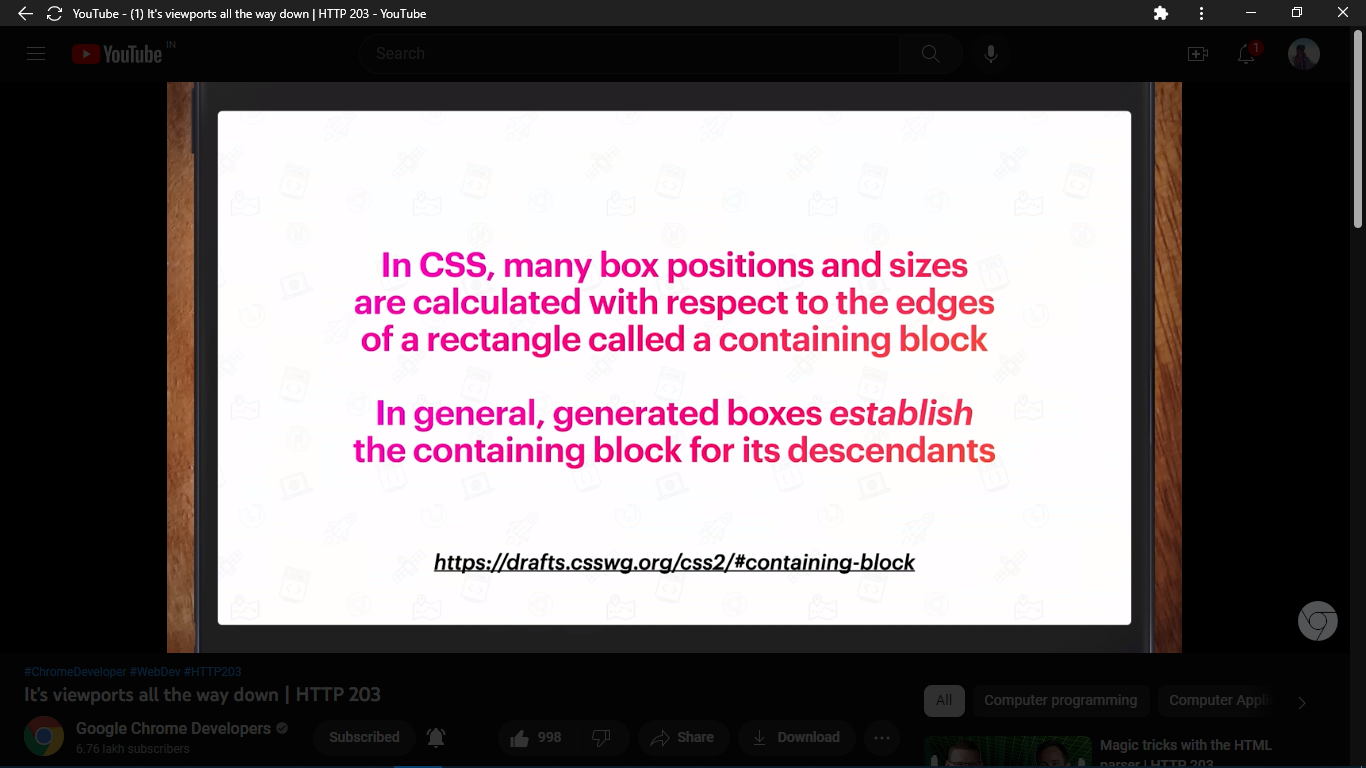 YouTube - (1) It's viewports all the way down | HTTP 203 - YouTube
YouTube IN
Search
1
In CSS, many box positions and sizes
are calculated with respect to the edges
of a rectangle called a containing block
In general, generated boxes establish
the containing block for its descendants
https://drafts.csswg.org/css2/#containing-block
#ChromeDeveloper #WebDev #HTTP203
It's viewports all the way down | HTTP 203
Google Chrome Developers
6.76 lakh subscribers
Subscribed
998
Share
Download
All
Computer programming
Computer Appli
Magic tricks with the HTML
parser | HTTP 203